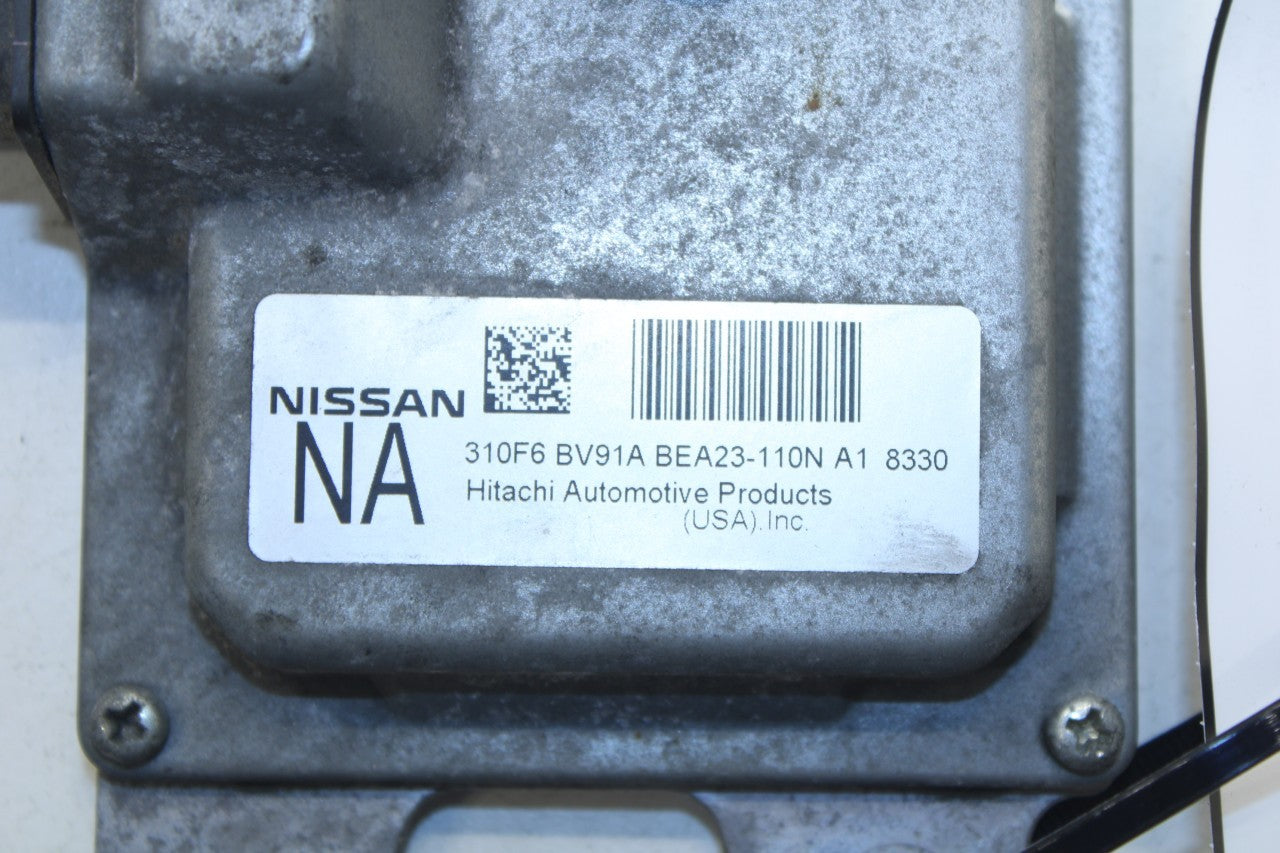 NISSAN
NA
310F6 BV91A BEA23-110N A1 8330
Hitachi Automotive Products
(USA).Inc.